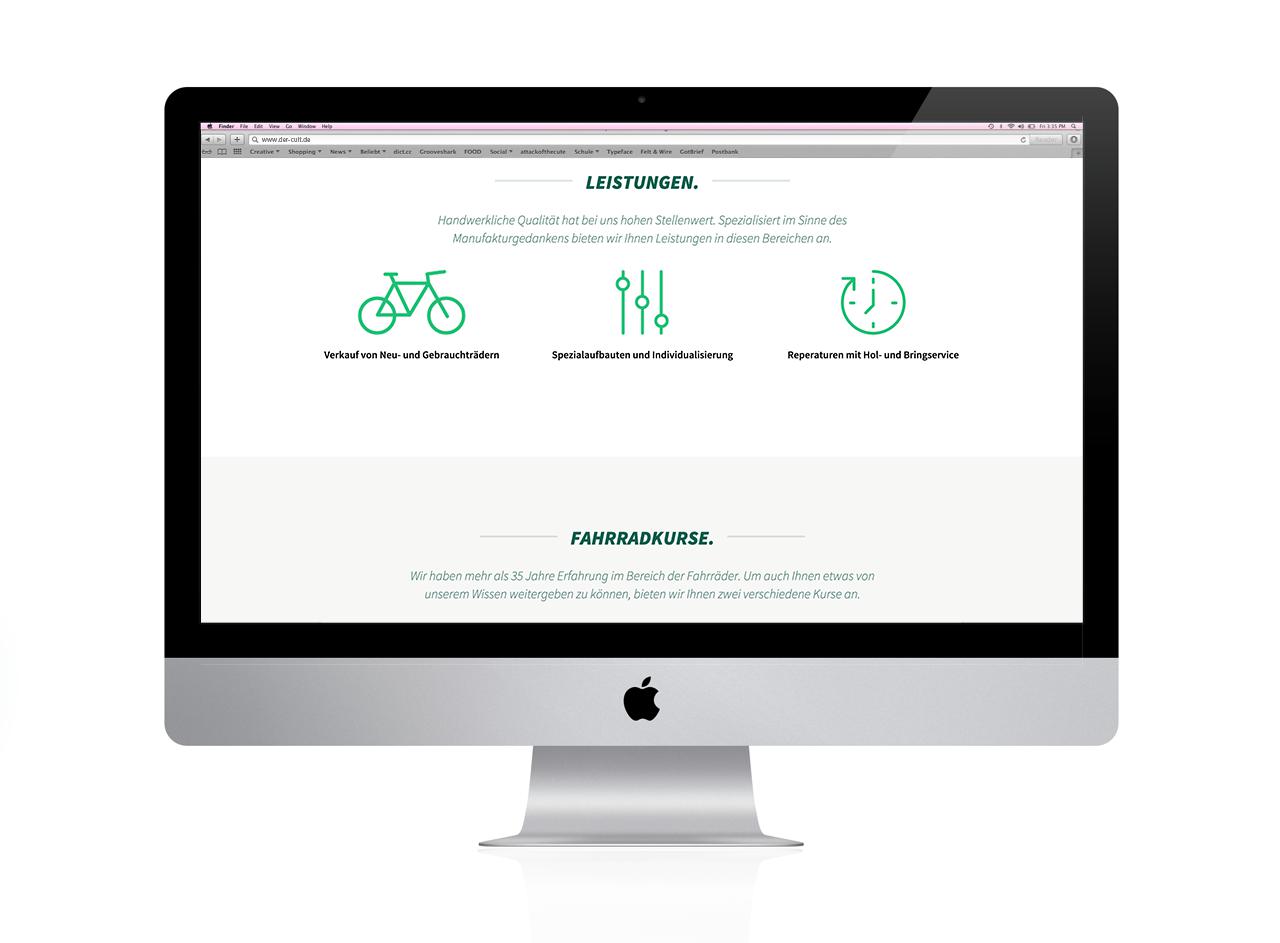 Finder File Edit View Go Window Help Fri 3:35 PM
www.der-cult.de Reader
Creative Shopping News Beliebt dict.cc Grooveshark FOOD Social attackofthecute Schule Typeface Felt & Wire GotBrief Postbank
LEISTUNGEN.
Handwerkliche Qualität hat bei uns hohen Stellenwert. Spezialisiert im Sinne des
Manufakturgedankens bieten wir Ihnen Leistungen in diesen Bereichen an.
Verkauf von Neu- und Gebrauchträdern
Spezialaufbauten und Individualisierung
Reperaturen mit Hol- und Bringservice
FAHRRADKURSE.
Wir haben mehr als 35 Jahre Erfahrung im Bereich der Fahrräder. Um auch Ihnen etwas von
unserem Wissen weitergeben zu können, bieten wir Ihnen zwei verschiedene Kurse an.